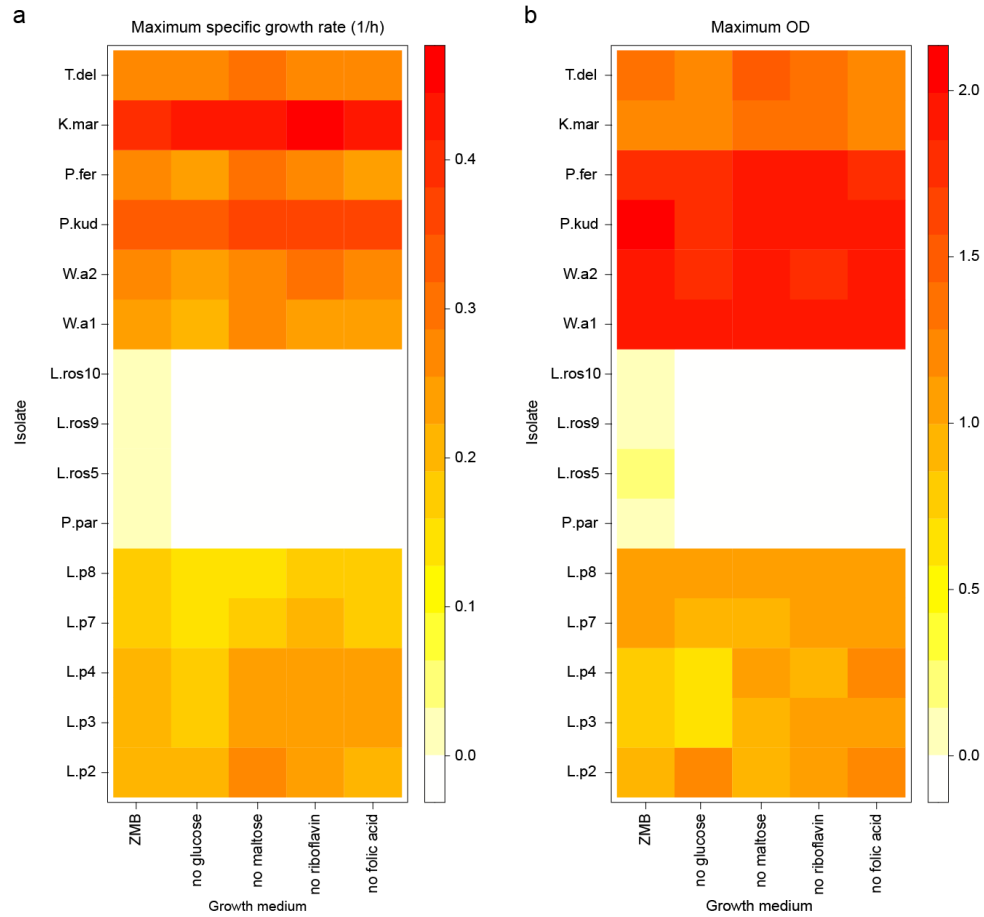 a
Maximum specific growth rate (1/h)
T.del
K.mar
P.fer
P.kud
W.a2
W.a1
L.ros10
L.ros9
L.ros5
P.par
L.p8
L.p7
L.p4
L.p3
L.p2
Isolate
ZMB
no glucose
no maltose
no riboflavin
no folic acid
Growth medium
0.4
0.3
0.2
0.1
0.0
b
Maximum OD
T.del
K.mar
P.fer
P.kud
W.a2
W.a1
L.ros10
L.ros9
L.ros5
P.par
L.p8
L.p7
L.p4
L.p3
L.p2
Isolate
ZMB
no glucose
no maltose
no riboflavin
no folic acid
Growth medium
2.0
1.5
1.0
0.5
0.0